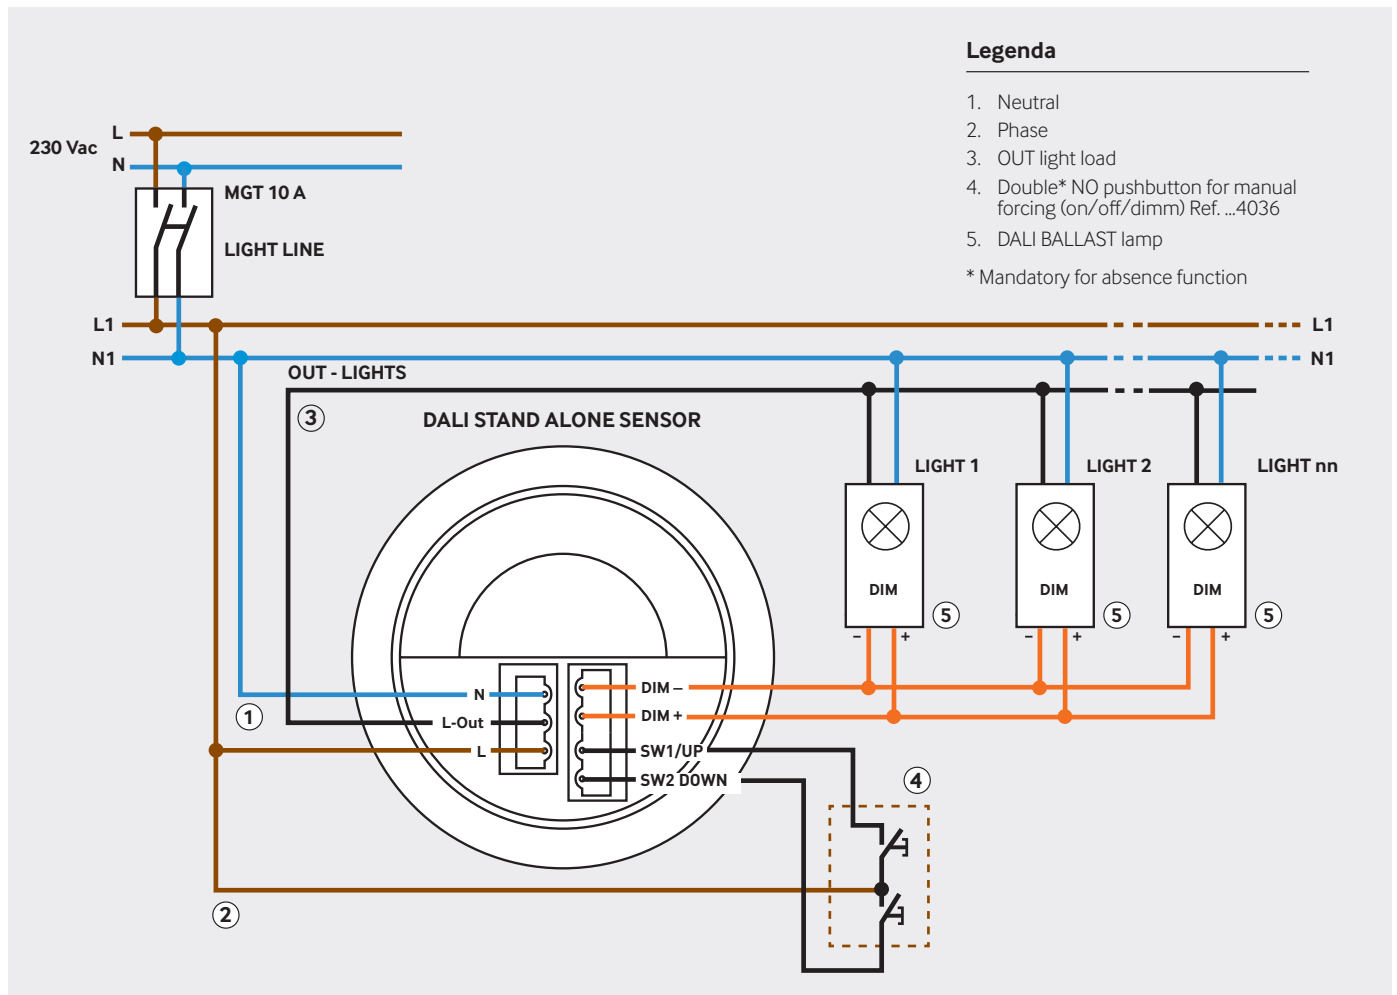 Legenda
1. Neutral
2. Phase
3. OUT light load
4. Double* NO pushbutton for manual
forcing (on/off/dimm) Ref. ...4036
5. DALI BALLAST lamp
* Mandatory for absence function
L
230 Vac
N
MGT 10 A
LIGHT LINE
L1 L1
N1 N1
OUT - LIGHTS
3
DALI STAND ALONE SENSOR
LIGHT 1 LIGHT 2 LIGHT nn
DIM DIM DIM
5 5 5
– + – + – +
N DIM –
1 L-Out DIM +
L SW1/UP
SW2 DOWN
4
2